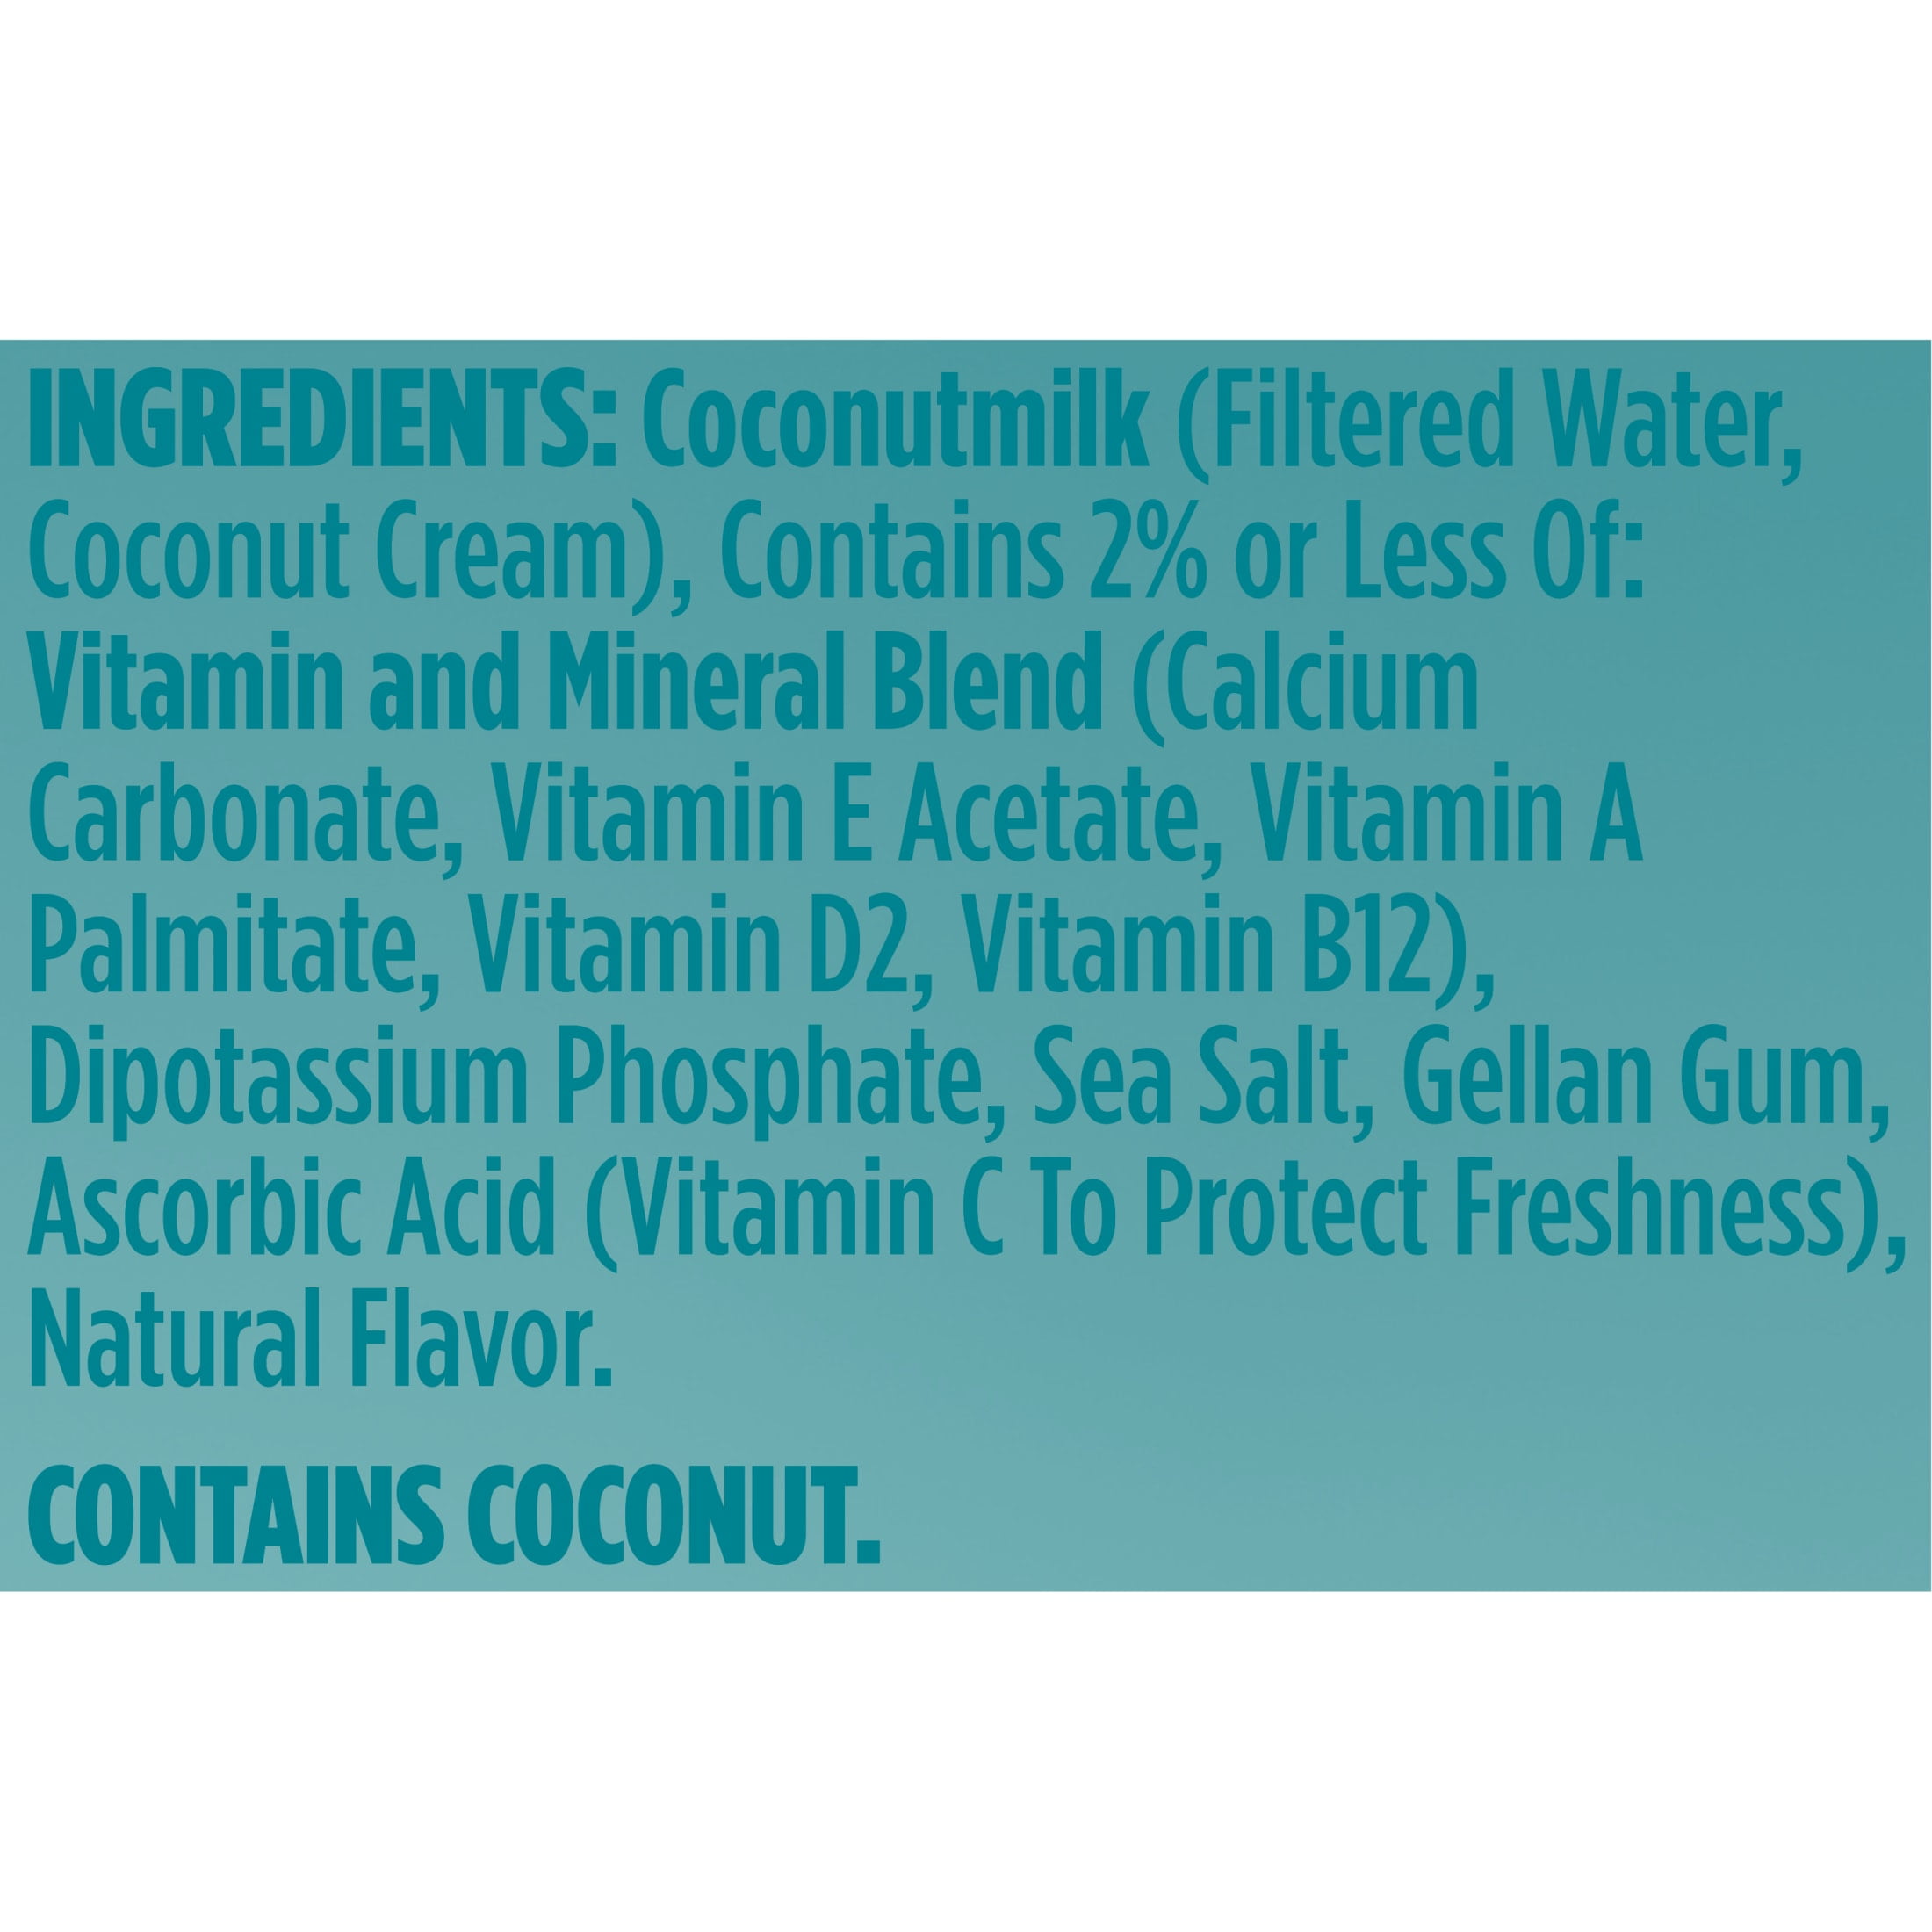 INGREDIENTS: Coconutmilk (Filtered Water,
Coconut Cream), Contains 2% or Less Of:
Vitamin and Mineral Blend (Calcium
Carbonate, Vitamin E Acetate, Vitamin A
Palmitate, Vitamin D2, Vitamin B12),
Dipotassium Phosphate, Sea Salt, Gellan Gum,
Ascorbic Acid (Vitamin C To Protect Freshness),
Natural Flavor.
CONTAINS COCONUT.